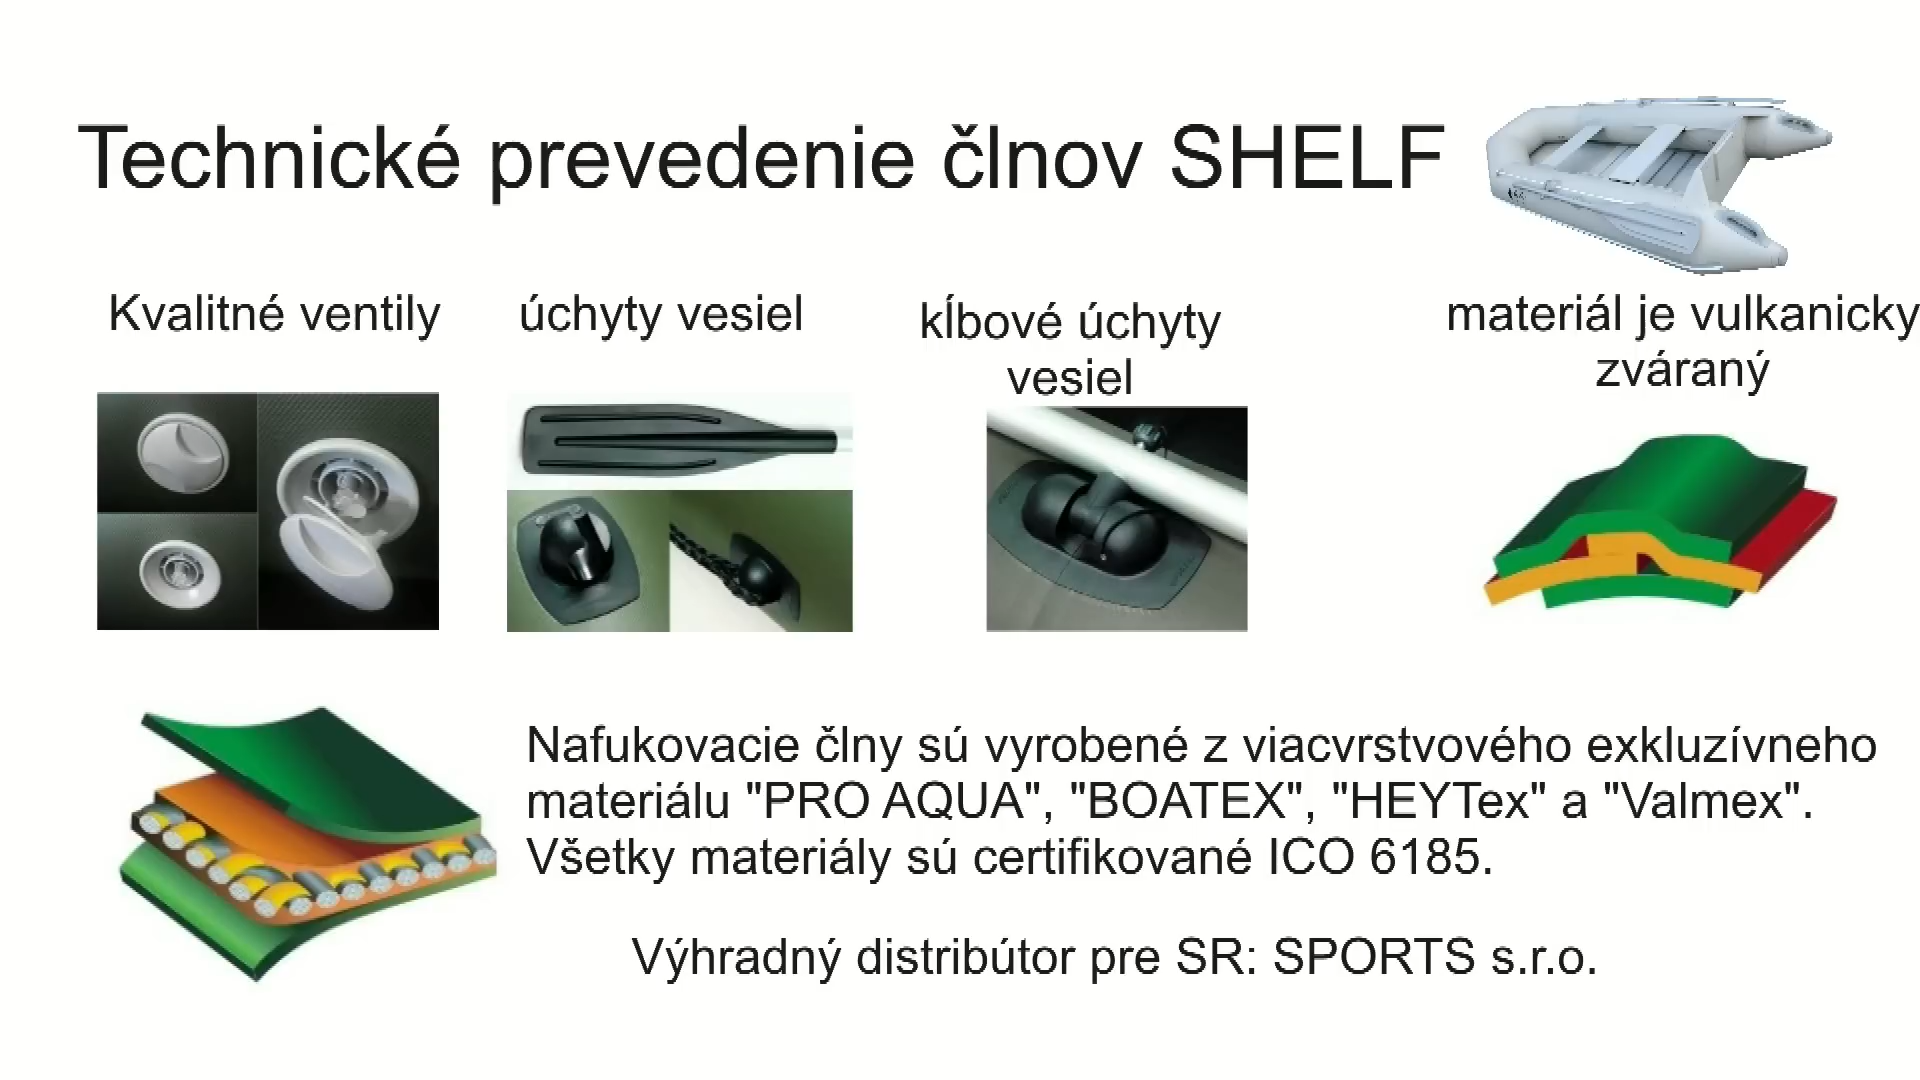 Technické prevedenie člnov SHELF
Kvalitné ventily
úchyty vesiel
kĺbové úchyty
vesiel
materiál je vulkanicky
zváraný
Nafukovacie člny sú vyrobené z viacvrstvového exkluzívneho
materiálu "PRO AQUA", "BOATEX", "HEYTex" a "Valmex".
Všetky materiály sú certifikované ICO 6185.
Výhradný distribútor pre SR: SPORTS s.r.o.